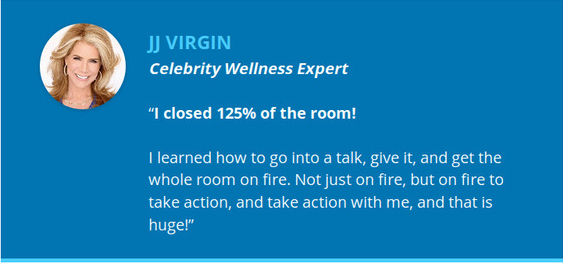 JJ VIRGIN
Celebrity Wellness Expert
“I closed 125% of the room!
I learned how to go into a talk, give it, and get the
whole room on fire. Not just on fire, but on fire to
take action, and take action with me, and that is
huge!”